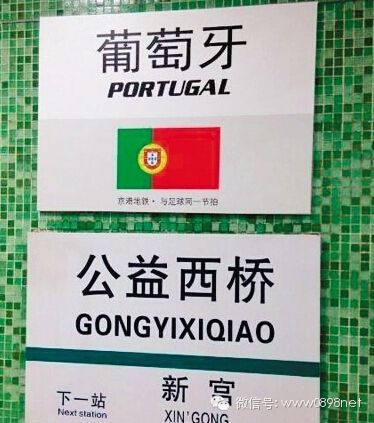 葡萄牙
PORTUGAL
京港地铁·与足球同一节拍
公益西桥
GONGYIXIQIAO
下一站
Next station
新宫
XIN'GONG
微信号: www0898net